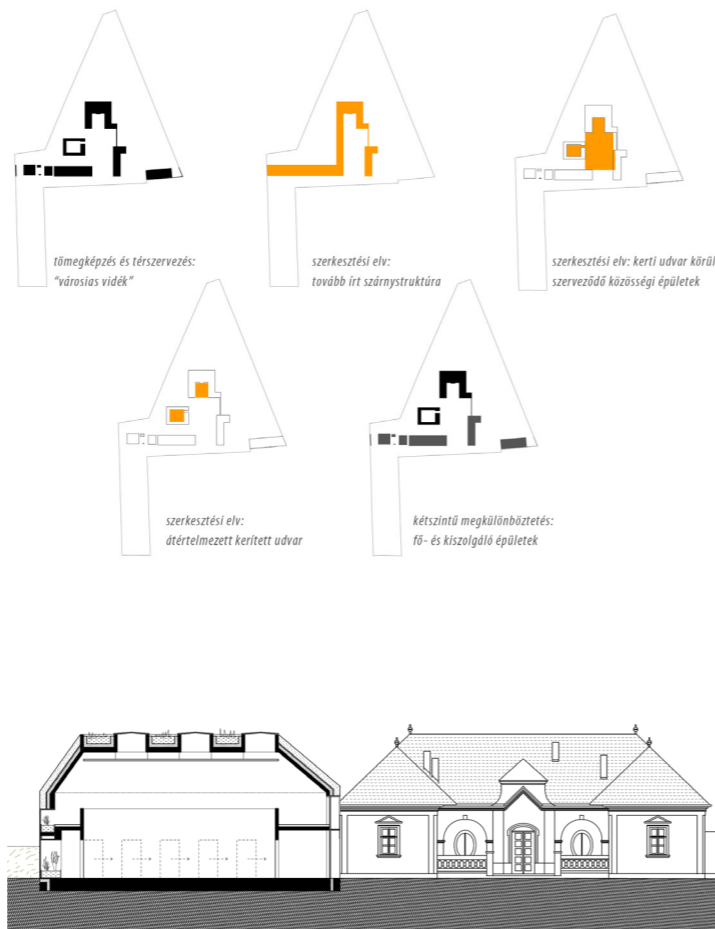 tömegképzés és térszervezés:
"városias vidék"
szerkesztési elv:
tovább írt szárnystruktúra
szerkesztési elv: kerti udvar körül
szerveződő közösségi épületek
szerkesztési elv:
átértelmezett kerített udvar
kétszintű megkülönböztetés:
fő- és kiszolgáló épületek